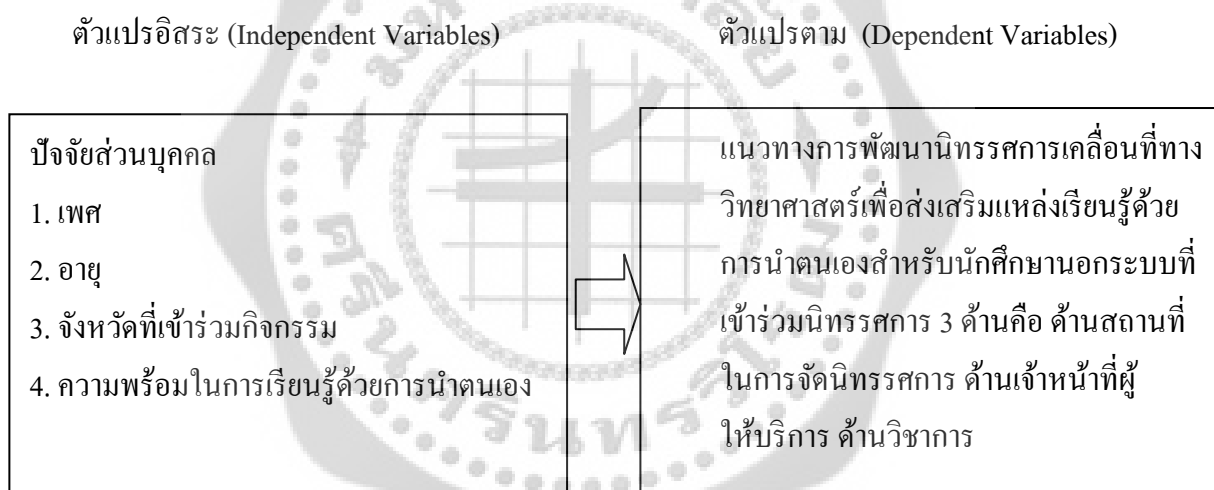 ตัวแปรอิสระ (Independent Variables)
ตัวแปรตาม (Dependent Variables)
ปัจจัยส่วนบุคคล
1. เพศ
2. อายุ
3. จังหวัดที่เข้าร่วมกิจกรรม
4. ความพร้อมในการเรียนรู้ด้วยการนำตนเอง
แนวทางการพัฒนานิทรรศการเคลื่อนที่ทาง
วิทยาศาสตร์เพื่อส่งเสริมแหล่งเรียนรู้ด้วย
การนำตนเองสำหรับนักศึกษานอกระบบที่
เข้าร่วมนิทรรศการ 3 ด้านคือ ด้านสถานที่
ในการจัดนิทรรศการ ด้านเจ้าหน้าที่ผู้
ให้บริการ ด้านวิชาการ